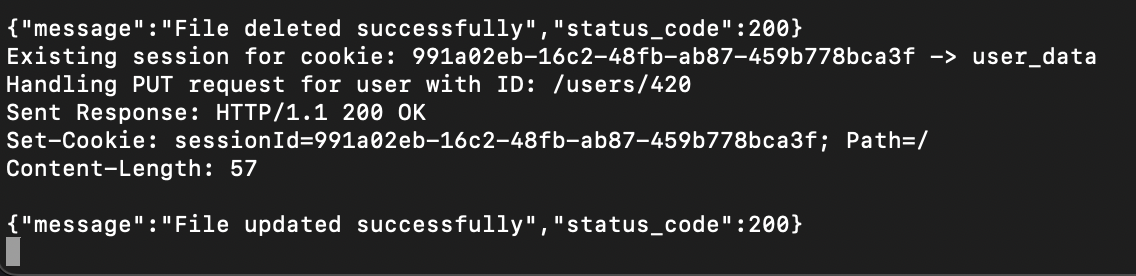 {"message":"File deleted successfully","status_code":200}
Existing session for cookie: 991a02eb-16c2-48fb-ab87-459b778bca3f -> user_data
Handling PUT request for user with ID: /users/420
Sent Response: HTTP/1.1 200 OK
Set-Cookie: sessionId=991a02eb-16c2-48fb-ab87-459b778bca3f; Path=/
Content-Length: 57

{"message":"File updated successfully","status_code":200}